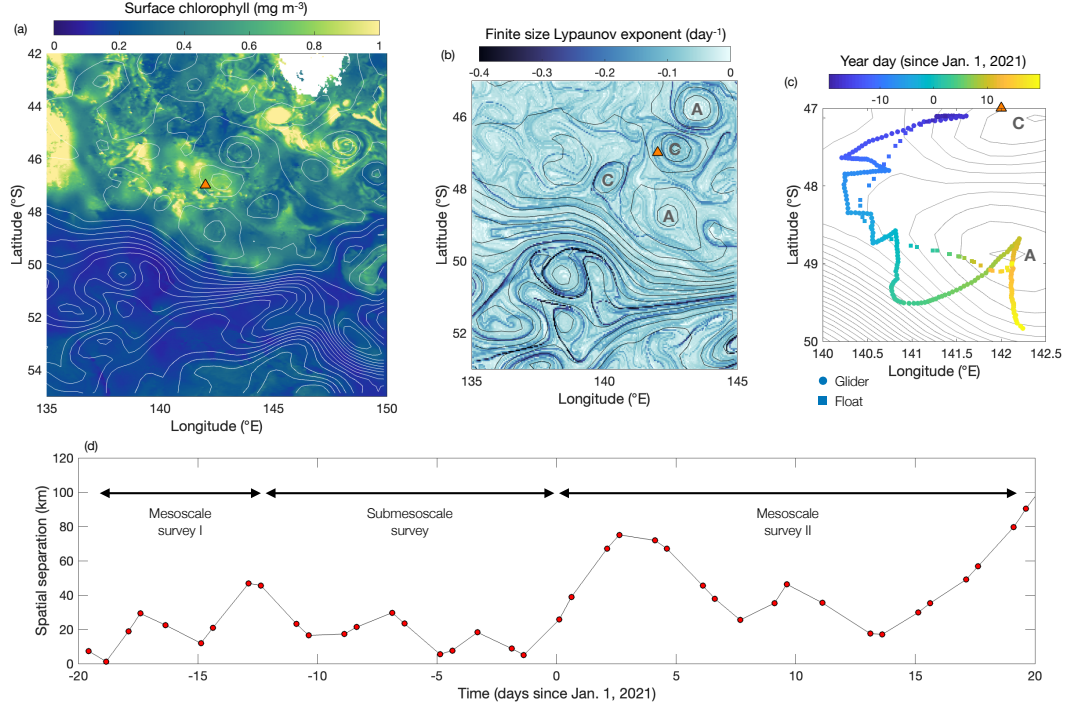 Surface chlorophyll (mg m⁻³)
(a)
0 0.2 0.4 0.6 0.8 1
42
44
46
48
50
52
54
Latitude (°S)
135 140 145 150
Longitude (°E)
(b)
Finite size Lypaunov exponent (day⁻¹)
-0.4 -0.3 -0.2 -0.1 0
46
48
50
52
Latitude (°S)
A
C
C
A
135 140 145
Longitude (°E)
Year day (since Jan. 1, 2021)
(c)
-10 0 10
47
48
49
50
Latitude (°S)
C
A
140 140.5 141 141.5 142 142.5
Longitude (°E)
Glider
Float
(d)
120
100
80
60
40
20
0
Spatial separation (km)
Mesoscale
survey I
Submesoscale
survey
Mesoscale
survey II
-20 -15 -10 -5 0 5 10 15 20
Time (days since Jan. 1, 2021)